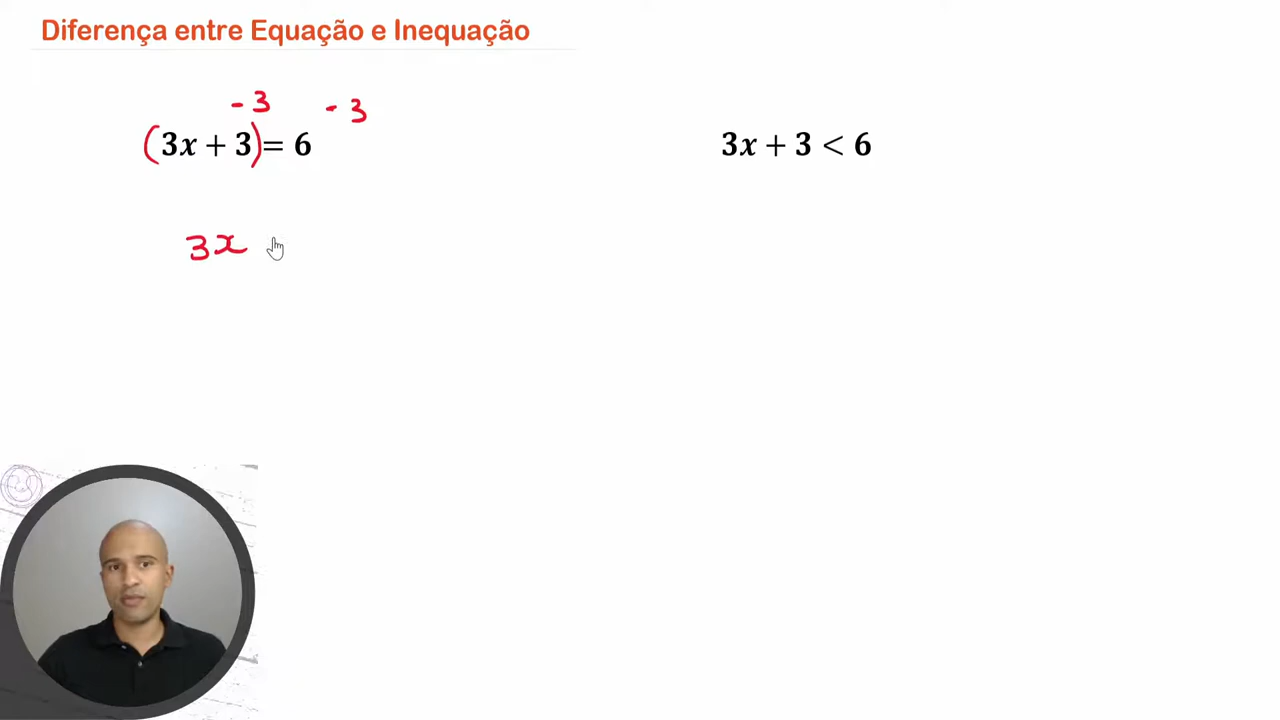 Diferença entre Equação e Inequação
- 3 - 3
(3x + 3) = 6
3x + 3 < 6
3x